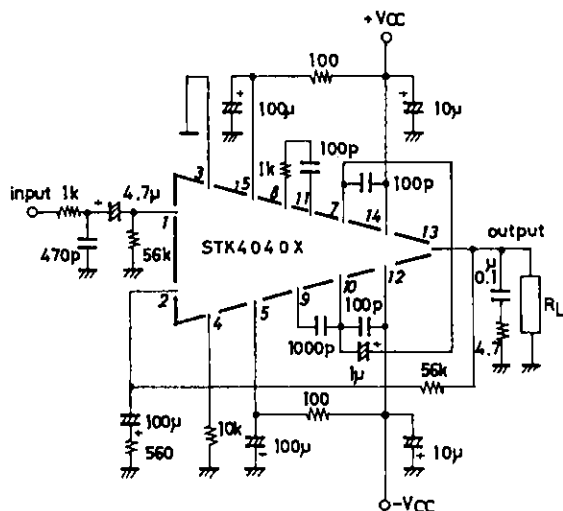 +VCC
100
100μ
+
10μ
+
100p
1k
3
15
8
11
7
100p
14
13
input
1k
4.7μ
+
1
470p
56k
STK4040X
output
0.1μ
RL
4.7
12
10
9
100p
1000p
1μ
+
2
4
5
56k
100
100μ
+
560
10k
100μ
-
10μ
+
-VCC